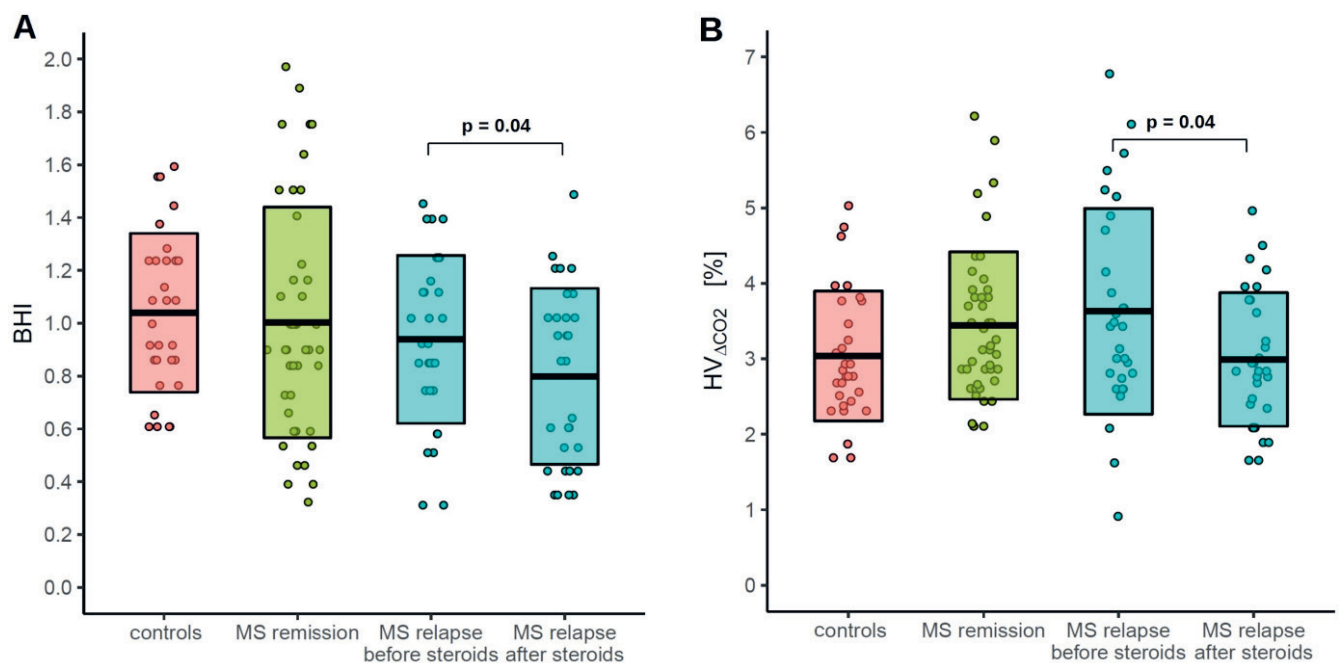 A
BHI
2.0
1.8
1.6
1.4
1.2
1.0
0.8
0.6
0.4
0.2
0.0
p = 0.04
controls
MS remission
MS relapse
before steroids
MS relapse
after steroids
B
HVΔCO2 [%]
7
6
5
4
3
2
1
0
p = 0.04
controls
MS remission
MS relapse
before steroids
MS relapse
after steroids